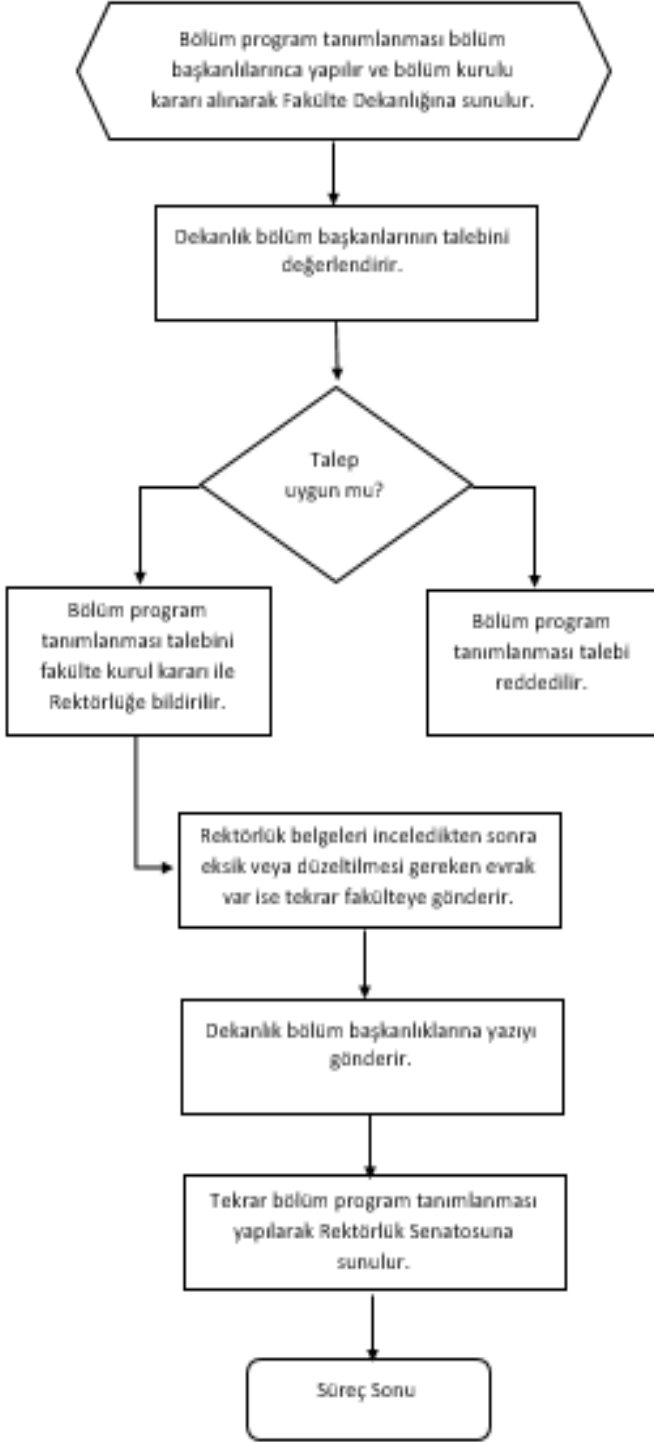 Bölüm program tanımlanması bölüm
başkanlılarınca yapılır ve bölüm kurulu
kararı alınarak Fakülte Dekanlığına sunulur.
Dekanlık bölüm başkanlarının talebini
değerlendirir.
Talep
uygun mu?
Bölüm program
tanımlanması talebini
fakülte kurul kararı ile
Rektörlüğe bildirilir.
Bölüm program
tanımlanması talebi
reddedilir.
Rektörlük belgeleri inceledikten sonra
eksik veya düzeltilmesi gereken evrak
var ise tekrar fakülteye gönderir.
Dekanlık bölüm başkanlıklarına yazıyı
gönderir.
Tekrar bölüm program tanımlanması
yapılarak Rektörlük Senatosuna
sunulur.
Süreç Sonu